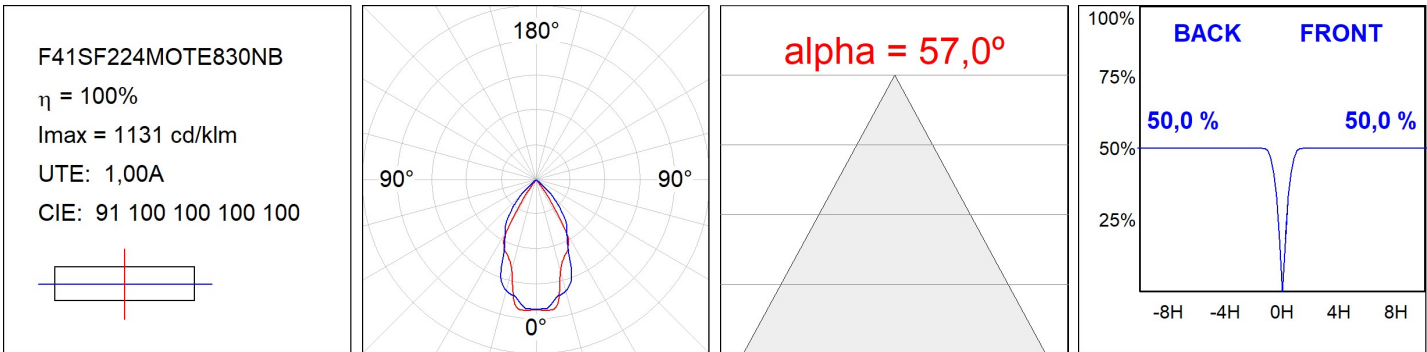 F41SF224MOTE830NB
η = 100%
Imax = 1131 cd/klm
UTE: 1,00A
CIE: 91 100 100 100 100
180°
90° 90°
0°
alpha = 57,0º
100%
BACK FRONT
75%
50,0 % 50,0 %
50%
25%
-8H -4H 0H 4H 8H